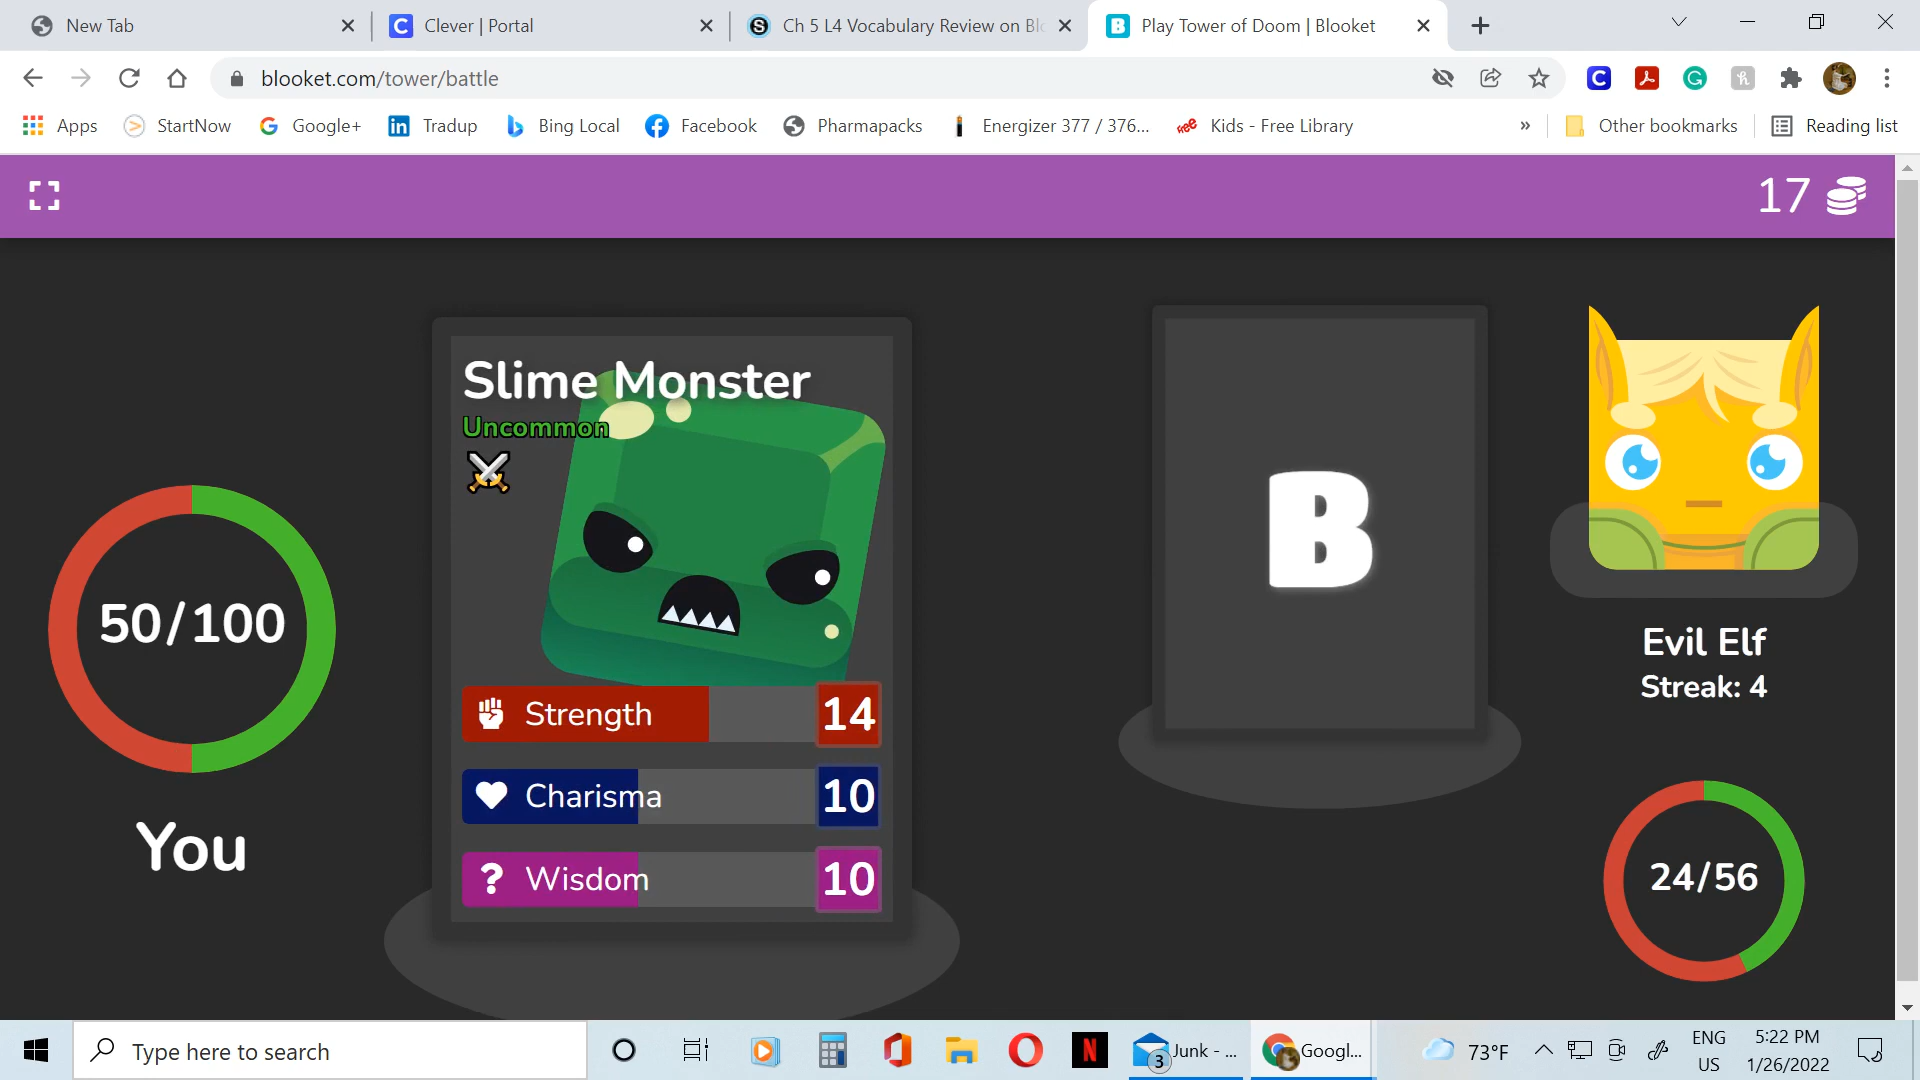 New Tab
Clever | Portal
Ch 5 L4 Vocabulary Review on Blo
Play Tower of Doom | Blooket
blooket.com/tower/battle
Apps
StartNow
Google+
Tradup
Bing Local
Facebook
Pharmapacks
Energizer 377 / 376...
Kids - Free Library
»
Other bookmarks
Reading list
17
Slime Monster
Uncommon
50/100
You
Strength
14
Charisma
10
Wisdom
10
B
Evil Elf
Streak: 4
24/56
Type here to search
3
Junk - ...
Googl...
73°F
ENG
US
5:22 PM
1/26/2022